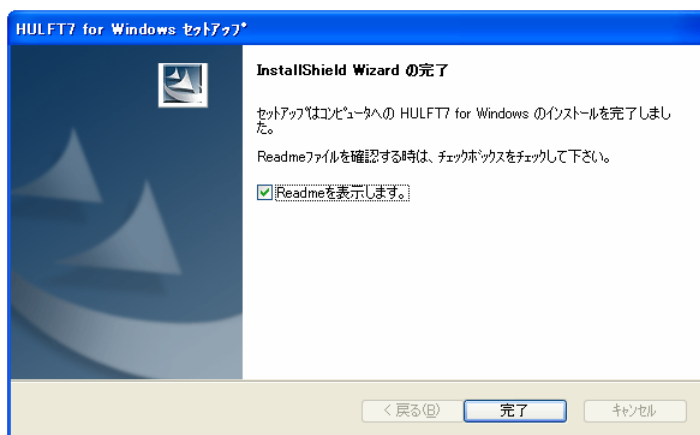 HULFT7 for Windows ｾｯﾄｱｯﾌﾟ
InstallShield Wizard の完了
ｾｯﾄｱｯﾌﾟはｺﾝﾋﾟｭｰﾀへの HULFT7 for Windows のｲﾝｽﾄｰﾙを完了しまし
た。
Readmeﾌｧｲﾙを確認する時は、ﾁｪｯｸﾎﾞｯｸｽをﾁｪｯｸして下さい。
Readmeを表示します。
< 戻る(B)
完了
ｷｬﾝｾﾙ